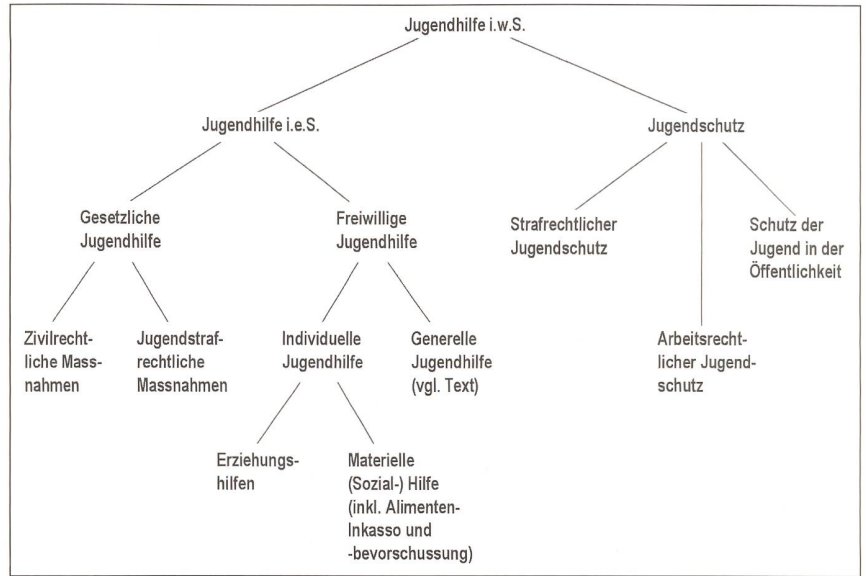 Jugendhilfe i.w.S.
Jugendhilfe i.e.S.
Jugendschutz
Gesetzliche
Jugendhilfe
Freiwillige
Jugendhilfe
Strafrechtlicher
Jugendschutz
Schutz der
Jugend in der
Öffentlichkeit
Zivilrecht-
liche Mass-
nahmen
Jugendstraf-
rechtliche
Massnahmen
Individuelle
Jugendhilfe
Generelle
Jugendhilfe
(vgl. Text)
Arbeitsrecht-
licher Jugend-
schutz
Erziehungs-
hilfen
Materielle
(Sozial-) Hilfe
(inkl. Alimenten-
Inkasso und
-bevorschussung)